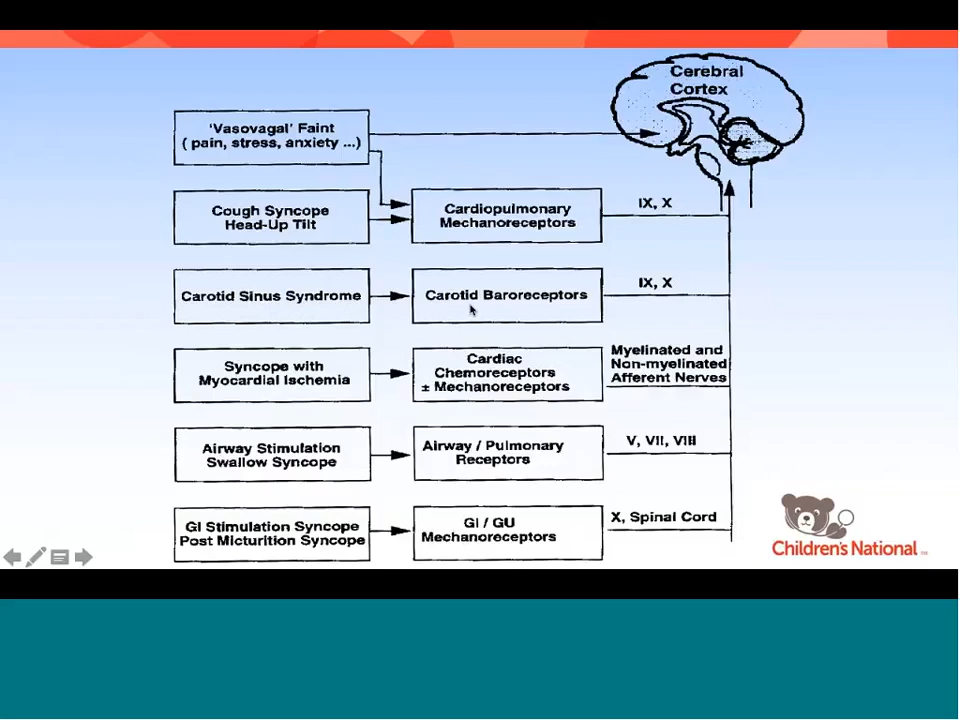 Cerebral
Cortex
'Vasovagal' Faint
( pain, stress, anxiety ...)
Cough Syncope
Head-Up Tilt
Cardiopulmonary
Mechanoreceptors
IX, X
Carotid Sinus Syndrome
Carotid Baroreceptors
IX, X
Syncope with
Myocardial Ischemia
Cardiac
Chemoreceptors
± Mechanoreceptors
Myelinated and
Non-myelinated
Afferent Nerves
Airway Stimulation
Swallow Syncope
Airway / Pulmonary
Receptors
V, VII, VIII
GI Stimulation Syncope
Post Micturition Syncope
GI / GU
Mechanoreceptors
X, Spinal Cord
Children's National